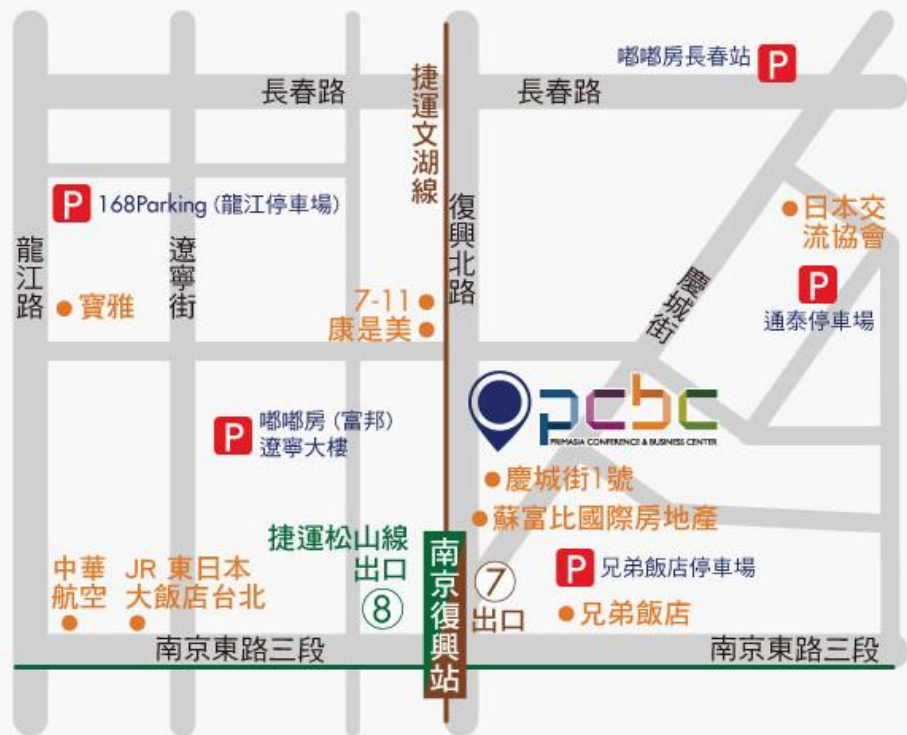 嘟嘟房長春站 P
長春路
長春路
捷運文湖線
P 168Parking (龍江停車場)
復興北路
日本交
流協會
龍江路
遼寧街
寶雅
7-11
康是美
慶城街
P
通泰停車場
P 嘟嘟房 (富邦)
遼寧大樓
pcbc
PRIMASIA CONFERENCE & BUSINESS CENTER
慶城街1號
蘇富比國際房地產
捷運松山線
出口
8
南京復興站
7
出口
P 兄弟飯店停車場
兄弟飯店
中華
航空
JR 東日本
大飯店台北
南京東路三段
南京東路三段